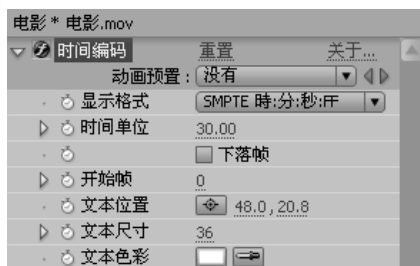 电影 * 电影.mov
时间编码 重置 关于...
动画预置：没有
显示格式 SMPTE 時:分:秒:FF
时间单位 30.00
下落帧
开始帧 0
文本位置 48.0 , 20.8
文本尺寸 36
文本色彩